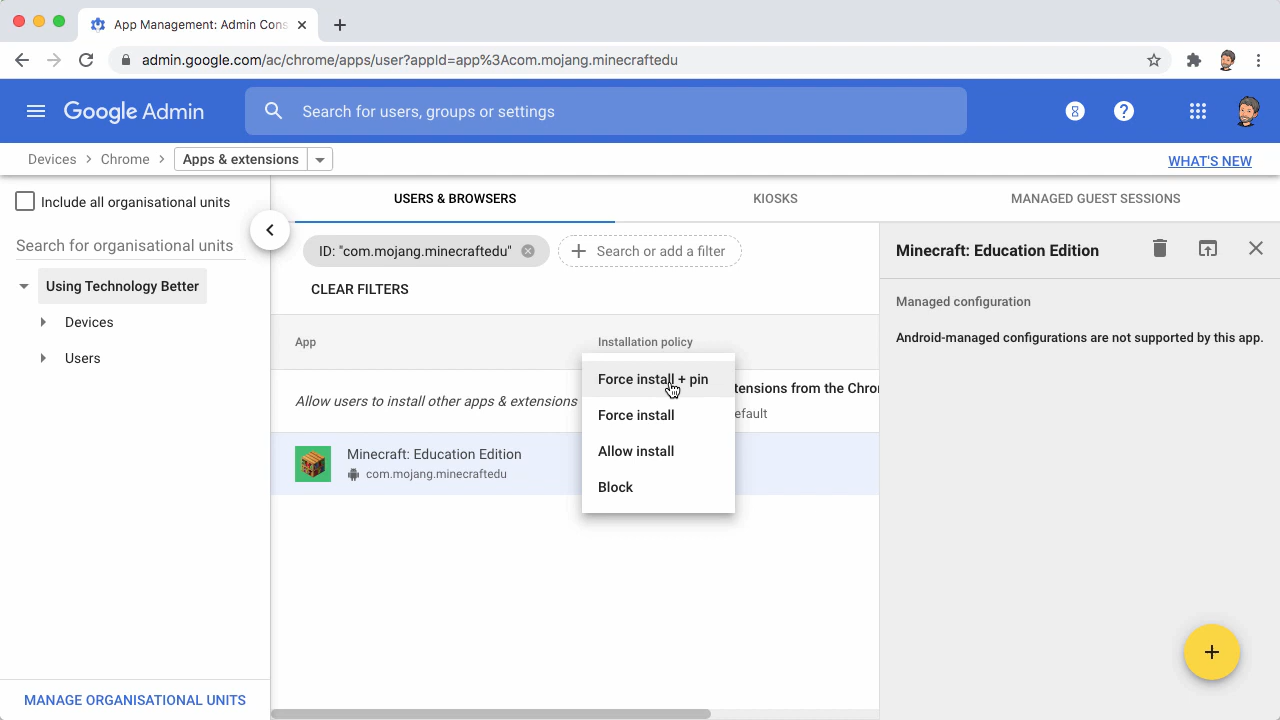 App Management: Admin Cons
admin.google.com/ac/chrome/apps/user?appId=app%3Acom.mojang.minecraftedu
Google Admin
Search for users, groups or settings
Devices > Chrome > Apps & extensions
WHAT'S NEW
Include all organisational units
Search for organisational units
Using Technology Better
Devices
Users
MANAGE ORGANISATIONAL UNITS
USERS & BROWSERS
KIOSKS
MANAGED GUEST SESSIONS
ID: "com.mojang.minecraftedu"
Search or add a filter
CLEAR FILTERS
App
Installation policy
Allow users to install other apps & extensions
tensions from the Chror
efault
Minecraft: Education Edition
com.mojang.minecraftedu
Force install + pin
Force install
Allow install
Block
Minecraft: Education Edition
Managed configuration
Android-managed configurations are not supported by this app.